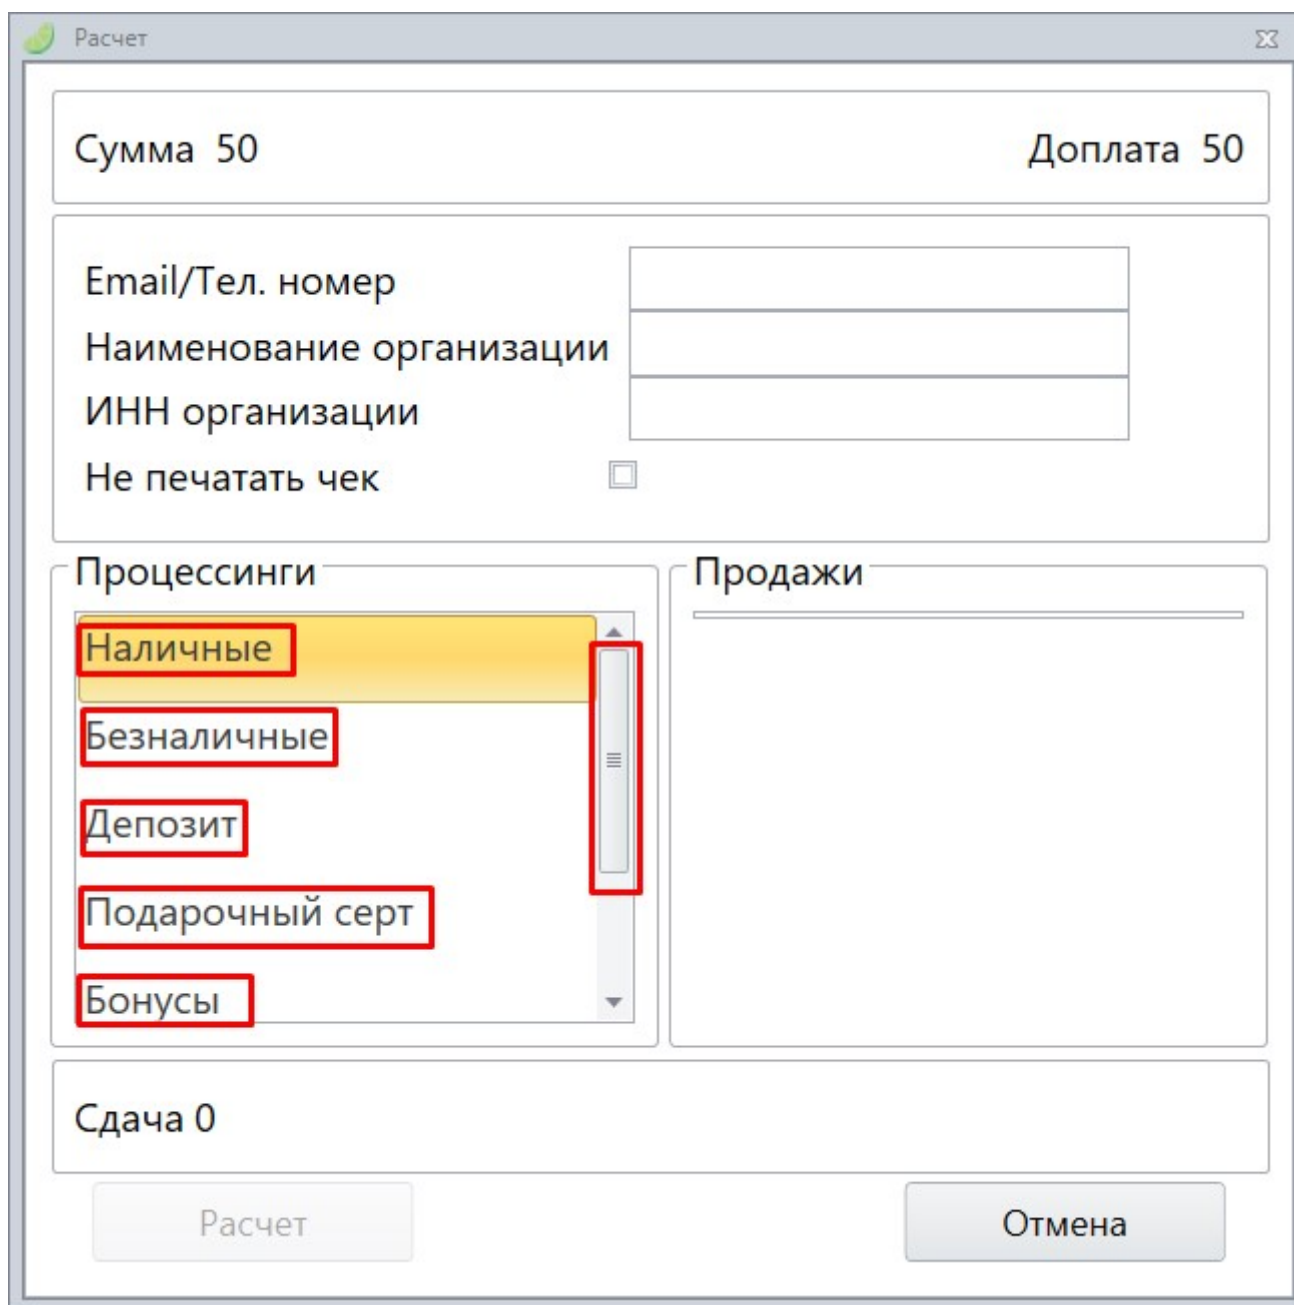 Расчет
Сумма 50 Доплата 50
Email/Тел. номер
Наименование организации
ИНН организации
Не печатать чек
Процессинги Продажи
Наличные
Безналичные
Депозит
Подарочный серт
Бонусы
Сдача 0
Расчет Отмена